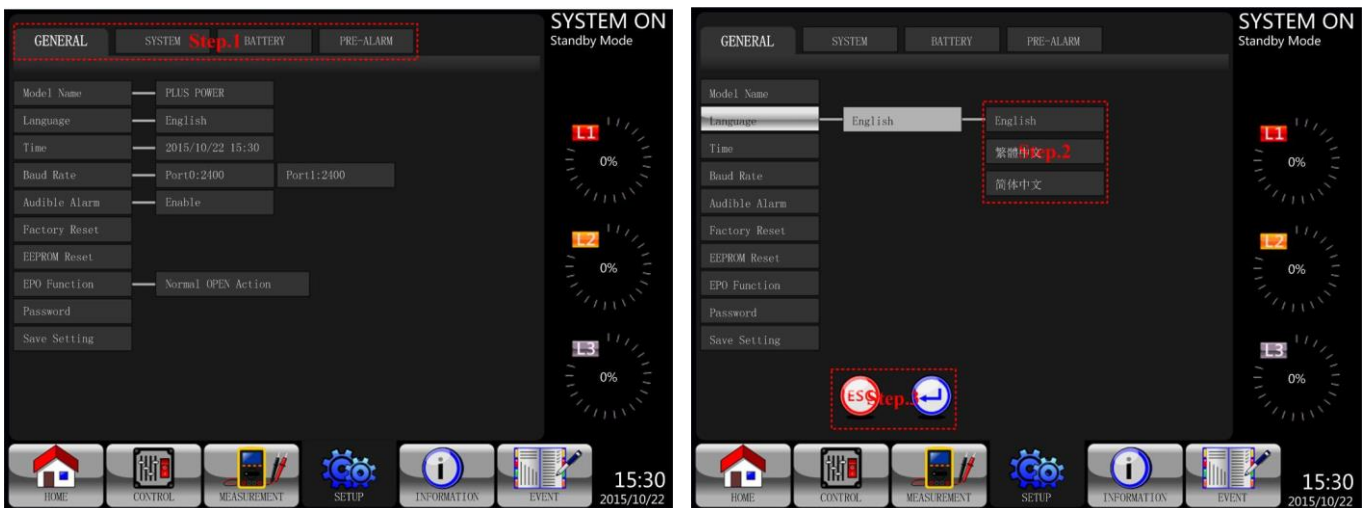 SYSTEM ON
Standby Mode
GENERAL SYSTEM BATTERY PRE-ALARM
Step.1
Model Name PLUS POWER
Language English
Time 2015/10/22 15:30
Baud Rate Port0:2400 Port1:2400
Audible Alarm Enable
Factory Reset
EEPROM Reset
EPO Function Normal OPEN Action
Password
Save Setting
L1
0%
L2
0%
L3
0%
HOME CONTROL MEASUREMENT SETUP INFORMATION EVENT
15:30
2015/10/22
SYSTEM ON
Standby Mode
GENERAL SYSTEM BATTERY PRE-ALARM
Model Name
Language English English
Time 繁體中文
Step.2
Baud Rate 简体中文
Audible Alarm
Factory Reset
EEPROM Reset
EPO Function
Password
Save Setting
ESC
Step.3
L1
0%
L2
0%
L3
0%
HOME CONTROL MEASUREMENT SETUP INFORMATION EVENT
15:30
2015/10/22